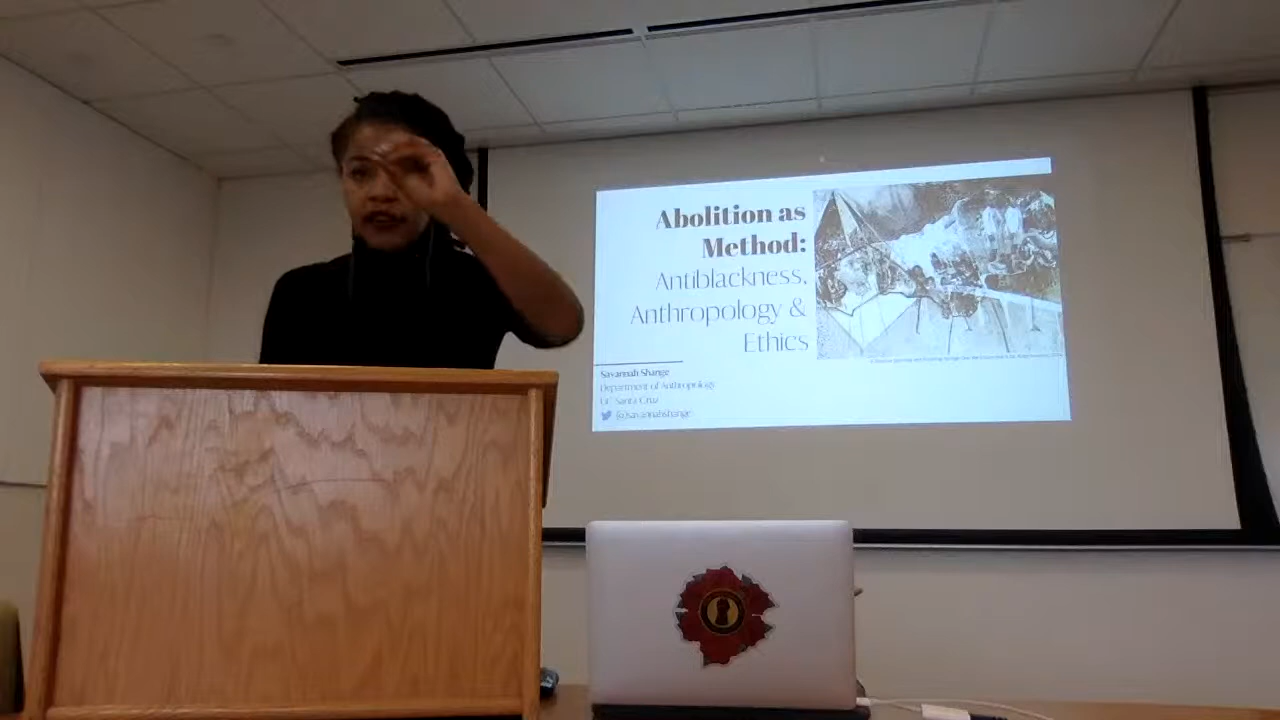 Abolition as
Method:
Antiblackness,
Anthropology &
Ethics
Savannah Shange
Department of Anthropology
UC Santa Cruz
@savannahshange